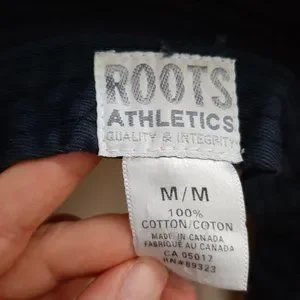 ROOTS
ATHLETICS
QUALITY & INTEGRITY
M/M
100%
COTTON/COTON
MADE IN CANADA
FABRIQUE AU CANADA
CA 05017
RN#89323